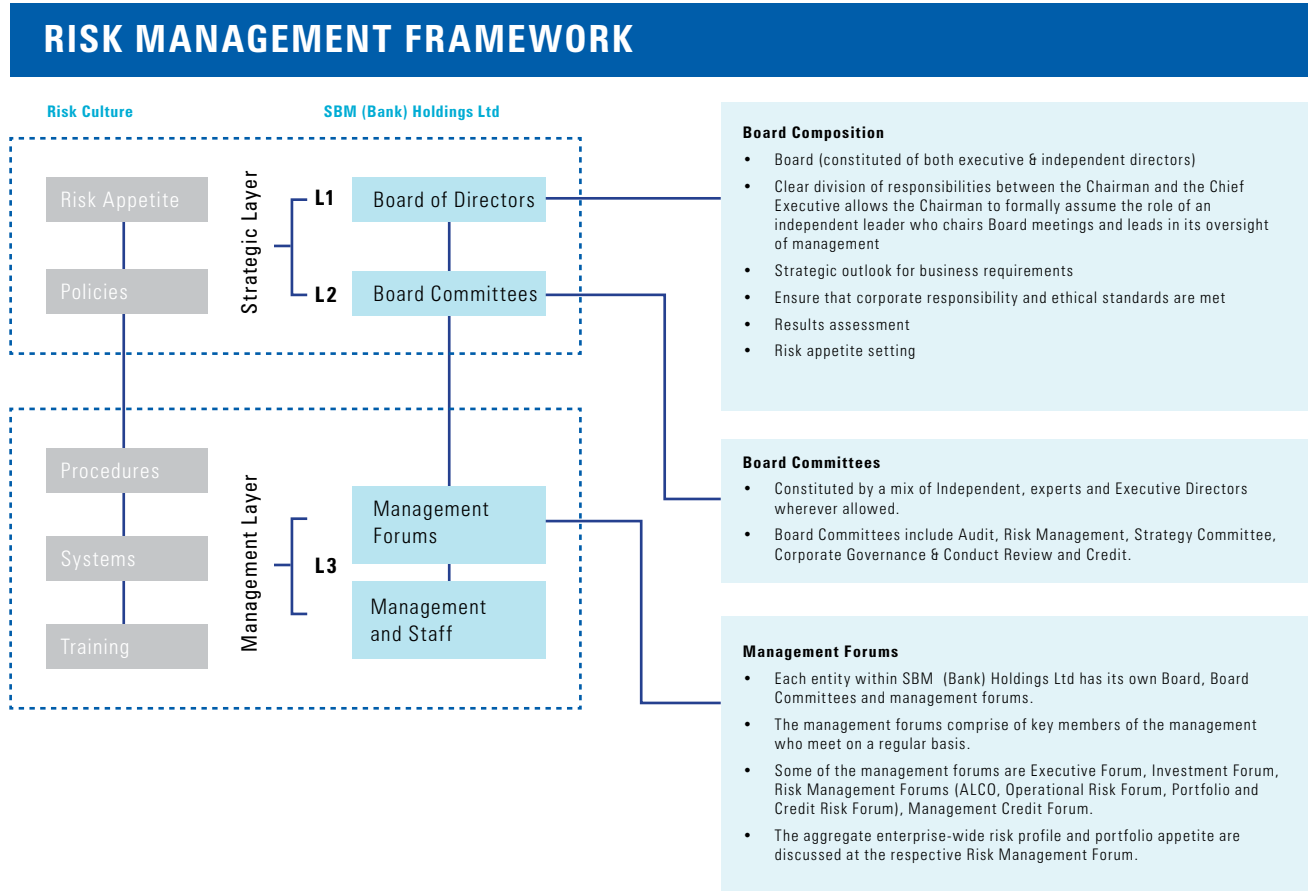 RISK MANAGEMENT FRAMEWORK
Risk Culture
SBM (Bank) Holdings Ltd
Risk Appetite
Policies
Strategic Layer
L1
L2
Board of Directors
Board Committees
Procedures
Systems
Training
Management Layer
L3
Management
Forums
Management
and Staff
Board Composition
• Board (constituted of both executive & independent directors)
• Clear division of responsibilities between the Chairman and the Chief
Executive allows the Chairman to formally assume the role of an
independent leader who chairs Board meetings and leads in its oversight
of management
• Strategic outlook for business requirements
• Ensure that corporate responsibility and ethical standards are met
• Results assessment
• Risk appetite setting
Board Committees
• Constituted by a mix of Independent, experts and Executive Directors
wherever allowed.
• Board Committees include Audit, Risk Management, Strategy Committee,
Corporate Governance & Conduct Review and Credit.
Management Forums
• Each entity within SBM (Bank) Holdings Ltd has its own Board, Board
Committees and management forums.
• The management forums comprise of key members of the management
who meet on a regular basis.
• Some of the management forums are Executive Forum, Investment Forum,
Risk Management Forums (ALCO, Operational Risk Forum, Portfolio and
Credit Risk Forum), Management Credit Forum.
• The aggregate enterprise-wide risk profile and portfolio appetite are
discussed at the respective Risk Management Forum.